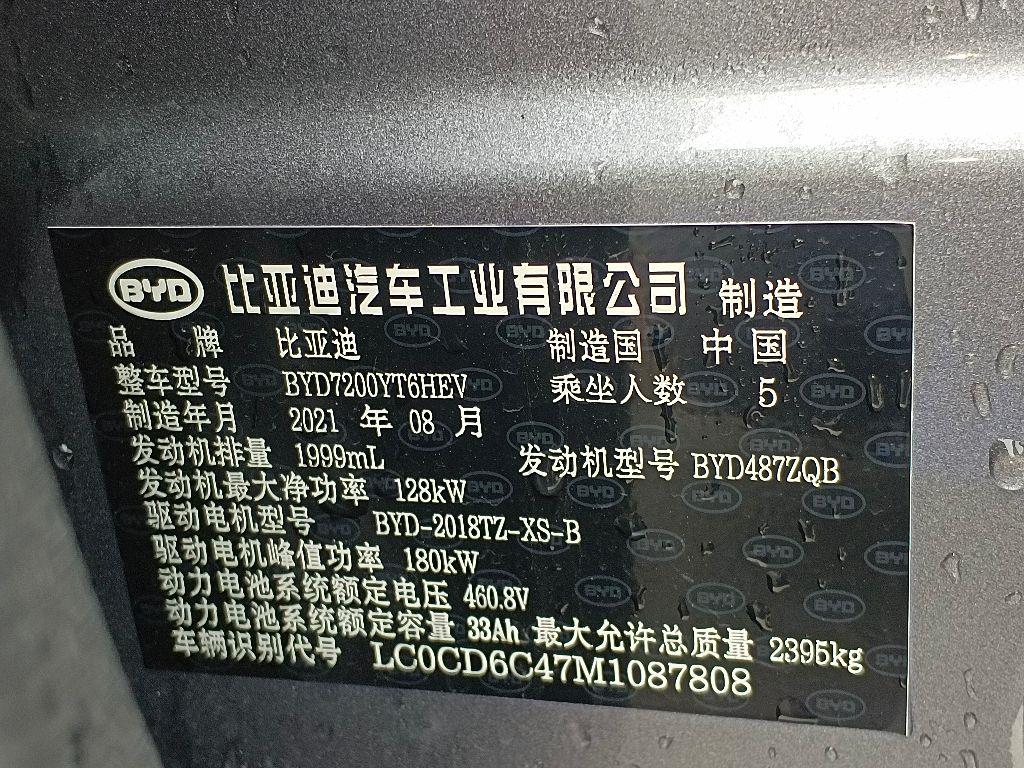 BYD 比亚迪汽车工业有限公司 制造
品 牌 比亚迪 制造国 中国
整车型号 BYD7200YT6HEV 乘坐人数 5
制造年月 2021 年 08 月
发动机排量 1999mL 发动机型号 BYD487ZQB
发动机最大净功率 128kW
驱动电机型号 BYD-2018TZ-XS-B
驱动电机峰值功率 180kW
动力电池系统额定电压 460.8V
动力电池系统额定容量 33Ah 最大允许总质量 2395kg
车辆识别代号 LC0CD6C47M1087808